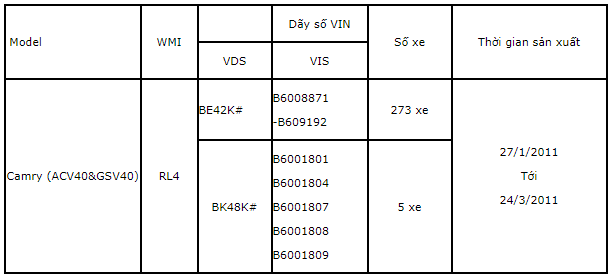 Model
WMI
Dãy số VIN
Số xe
Thời gian sản xuất
VDS
VIS
Camry (ACV40&GSV40)
RL4
BE42K#
B6008871
-B609192
273 xe
27/1/2011
Tới
24/3/2011
BK48K#
B6001801
B6001804
B6001807
B6001808
B6001809
5 xe